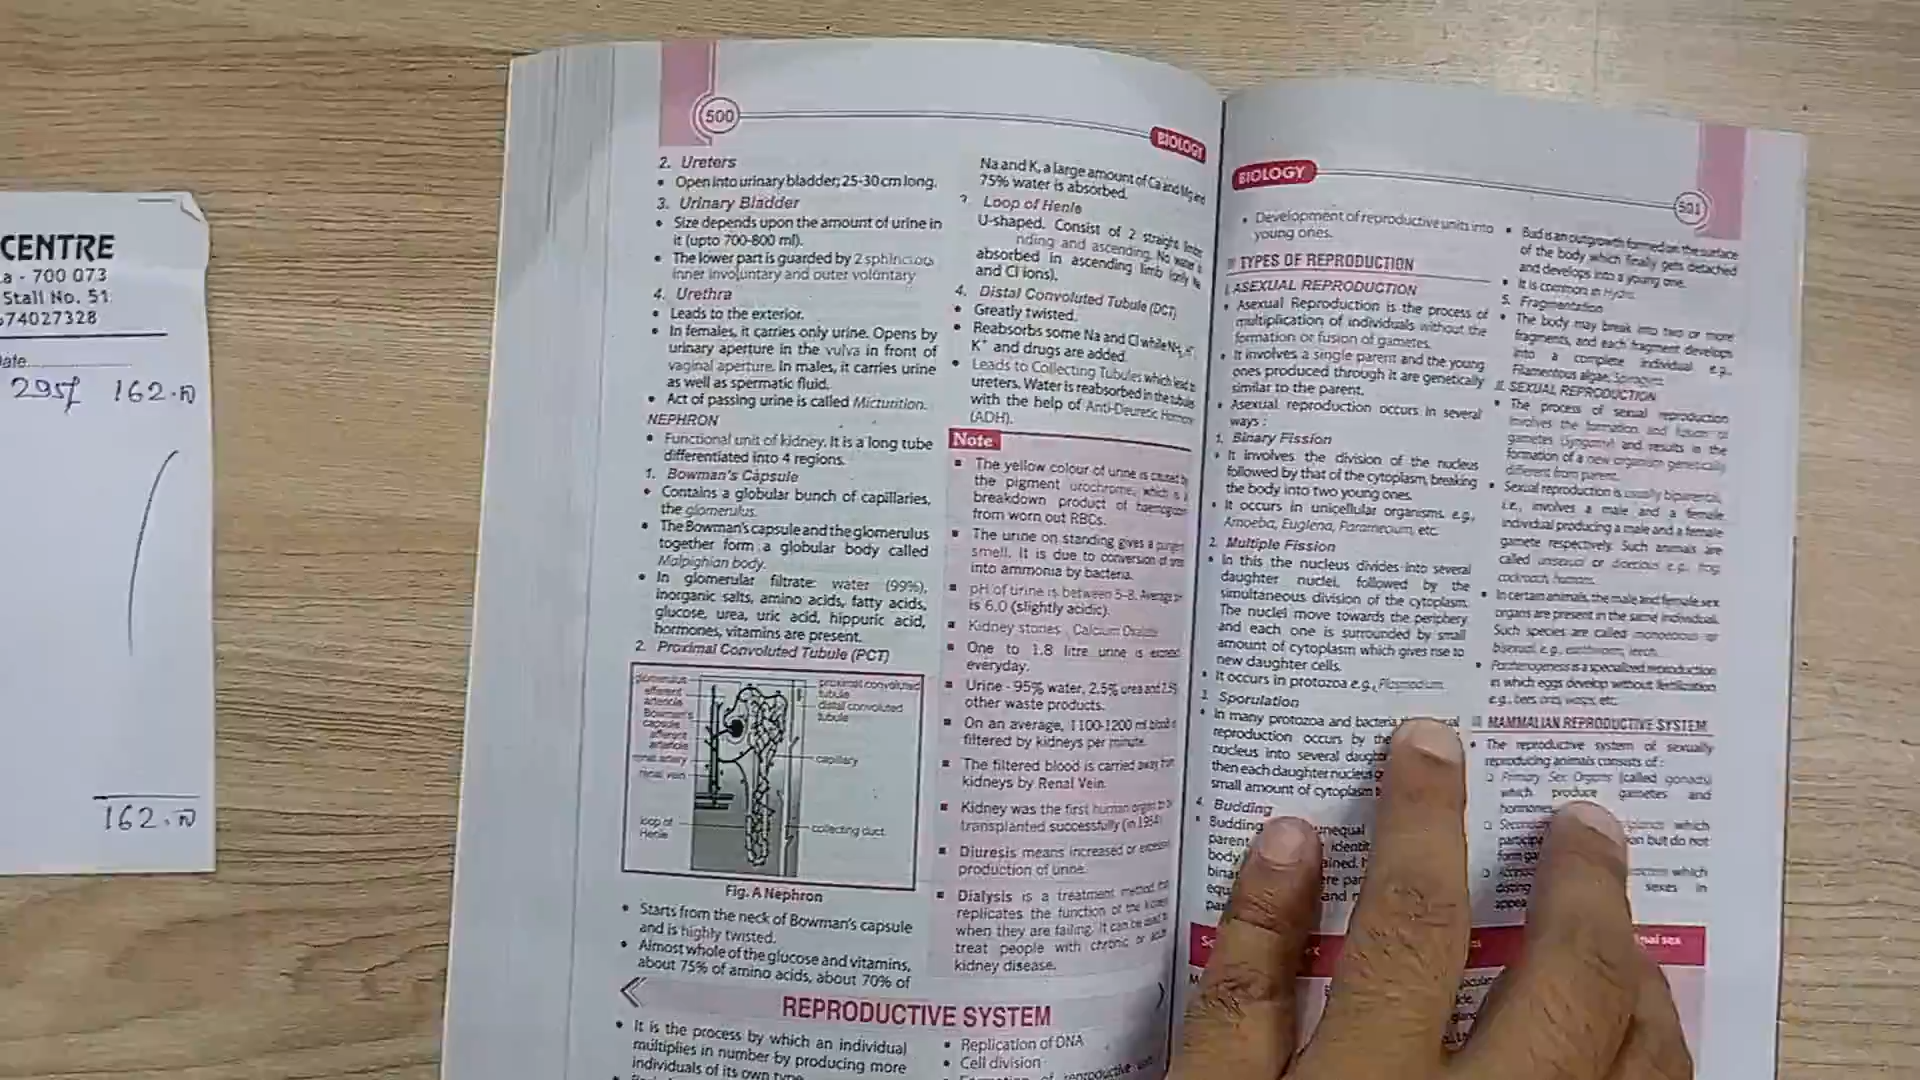 CENTRE
a - 700 073
Stall No. 51
74027328
Date
295/ 162.00
162.00
500
BIOLOGY
2. Ureters
• Open into urinary bladder; 25-30 cm long.
3. Urinary Bladder
• Size depends upon the amount of urine in
it (upto 700-800 ml).
• The lower part is guarded by 2 sphinctors
inner involuntary and outer voluntary
4. Urethra
• Leads to the exterior.
• In females, it carries only urine. Opens by
urinary aperture in the vulva in front of
vaginal aperture. In males, it carries urine
as well as spermatic fluid.
• Act of passing urine is called Micturition.
NEPHRON
• Functional unit of kidney. It is a long tube
differentiated into 4 regions.
1. Bowman's Capsule
• Contains a globular bunch of capillaries,
the glomerulus.
• The Bowman's capsule and the glomerulus
together form a globular body called
Malpighian body.
• In glomerular filtrate: water (99%),
inorganic salts, amino acids, fatty acids,
glucose, urea, uric acid, hippuric acid,
hormones, vitamins are present.
2. Proximal Convoluted Tubule (PCT)
glomerulus
efferent
arteriole
Bowman's
capsule
afferent
arteriole
renal artery
renal vein
loop of
Henle
proximal convoluted
tubule
distal convoluted
tubule
capillary
collecting duct
Fig. A Nephron
• Starts from the neck of Bowman's capsule
and is highly twisted.
• Almost whole of the glucose and vitamins,
about 75% of amino acids, about 70% of
Na and K, a large amount of Ca and Mg and
75% water is absorbed.
Loop of Henle
U-shaped. Consist of 2 straight limbs
nding and ascending. No water is
absorbed in ascending limb (only Na
and Cl ions).
4. Distal Convoluted Tubule (DCT)
• Greatly twisted.
• Reabsorbs some Na and Cl while
K⁺ and drugs are added.
• Leads to Collecting Tubules which lead to
ureters. Water is reabsorbed in the tubules
with the help of Anti-Deuretic Hormone
(ADH).
Note
▪ The yellow colour of urine is caused by
the pigment urochrome, which is a
breakdown product of haemoglobin
from worn out RBCs.
▪ The urine on standing gives a pungent
smell. It is due to conversion of urea
into ammonia by bacteria.
▪ pH of urine is between 5-8. Average pH
is 6.0 (slightly acidic).
▪ Kidney stones : Calcium Oxalate
▪ One to 1.8 litre urine is excreted
everyday.
▪ Urine - 95% water, 2.5% urea and 2.5%
other waste products.
▪ On an average, 1100-1200 ml blood is
filtered by kidneys per minute.
▪ The filtered blood is carried away from
kidneys by Renal Vein.
▪ Kidney was the first human organ to be
transplanted successfully (in 1954)
▪ Diuresis means increased or excess
production of urine.
▪ Dialysis is a treatment method that
replicates the function of the kidneys
when they are failing. It can be used to
treat people with chronic or acute
kidney disease.
REPRODUCTIVE SYSTEM
• It is the process by which an individual
multiplies in number by producing more
individuals of its own type.
• Replication of DNA
• Cell division
• Formation of reproductive
BIOLOGY
501
• Development of reproductive units into
young ones.
TYPES OF REPRODUCTION
I. ASEXUAL REPRODUCTION
• Asexual Reproduction is the process of
multiplication of individuals without the
formation or fusion of gametes.
• It involves a single parent and the young
ones produced through it are genetically
similar to the parent.
• Asexual reproduction occurs in several
ways :
1. Binary Fission
• It involves the division of the nucleus
followed by that of the cytoplasm, breaking
the body into two young ones.
• It occurs in unicellular organisms. e.g.,
Amoeba, Euglena, Paramecium, etc.
2. Multiple Fission
• In this the nucleus divides into several
daughter nuclei, followed by the
simultaneous division of the cytoplasm.
The nuclei move towards the periphery
and each one is surrounded by small
amount of cytoplasm which gives rise to
new daughter cells.
• It occurs in protozoa e.g., Plasmodium.
3. Sporulation
• In many protozoa and bacteria
reproduction occurs by the
nucleus into several daught
then each daughter nucleus g
small amount of cytoplasm
4. Budding
• Budding unequal
paren identi
body ained.
bina ere par
equ and
• Bud is an outgrowth formed on the surface
of the body which finally gets detached
and develops into a young one.
• It is common in Hydra.
5. Fragmentation
• The body may break into two or more
fragments, and each fragment develops
into a complete individual e.g.,
Filamentous algae, Spirogyra.
II. SEXUAL REPRODUCTION
• The process of sexual reproduction
involves the formation and fusion of
gametes (Syngamy) and results in the
formation of a new organism genetically
different from parent.
• Sexual reproduction is usually biparental,
i.e., involves a male and a female
individual producing a male and a female
gamete respectively. Such animals are
called unisexual or dioecious e.g., frog,
cockroach, humans.
• In certain animals, the male and female sex
organs are present in the same individual.
Such species are called monoecious or
bisexual, e.g., earthworm, leech.
• Parthenogenesis is a specialized reproduction
in which eggs develop without fertilization
e.g., bees, ants, wasps, etc.
MAMMALIAN REPRODUCTIVE SYSTEM
• The reproductive system of sexually
reproducing animals consists of :
Primary Sex Organs (called gonads)
which produce gametes and
hormones
Secondary glands which
participa on but do not
form ga
which
disting sexes in
appea
nal sex